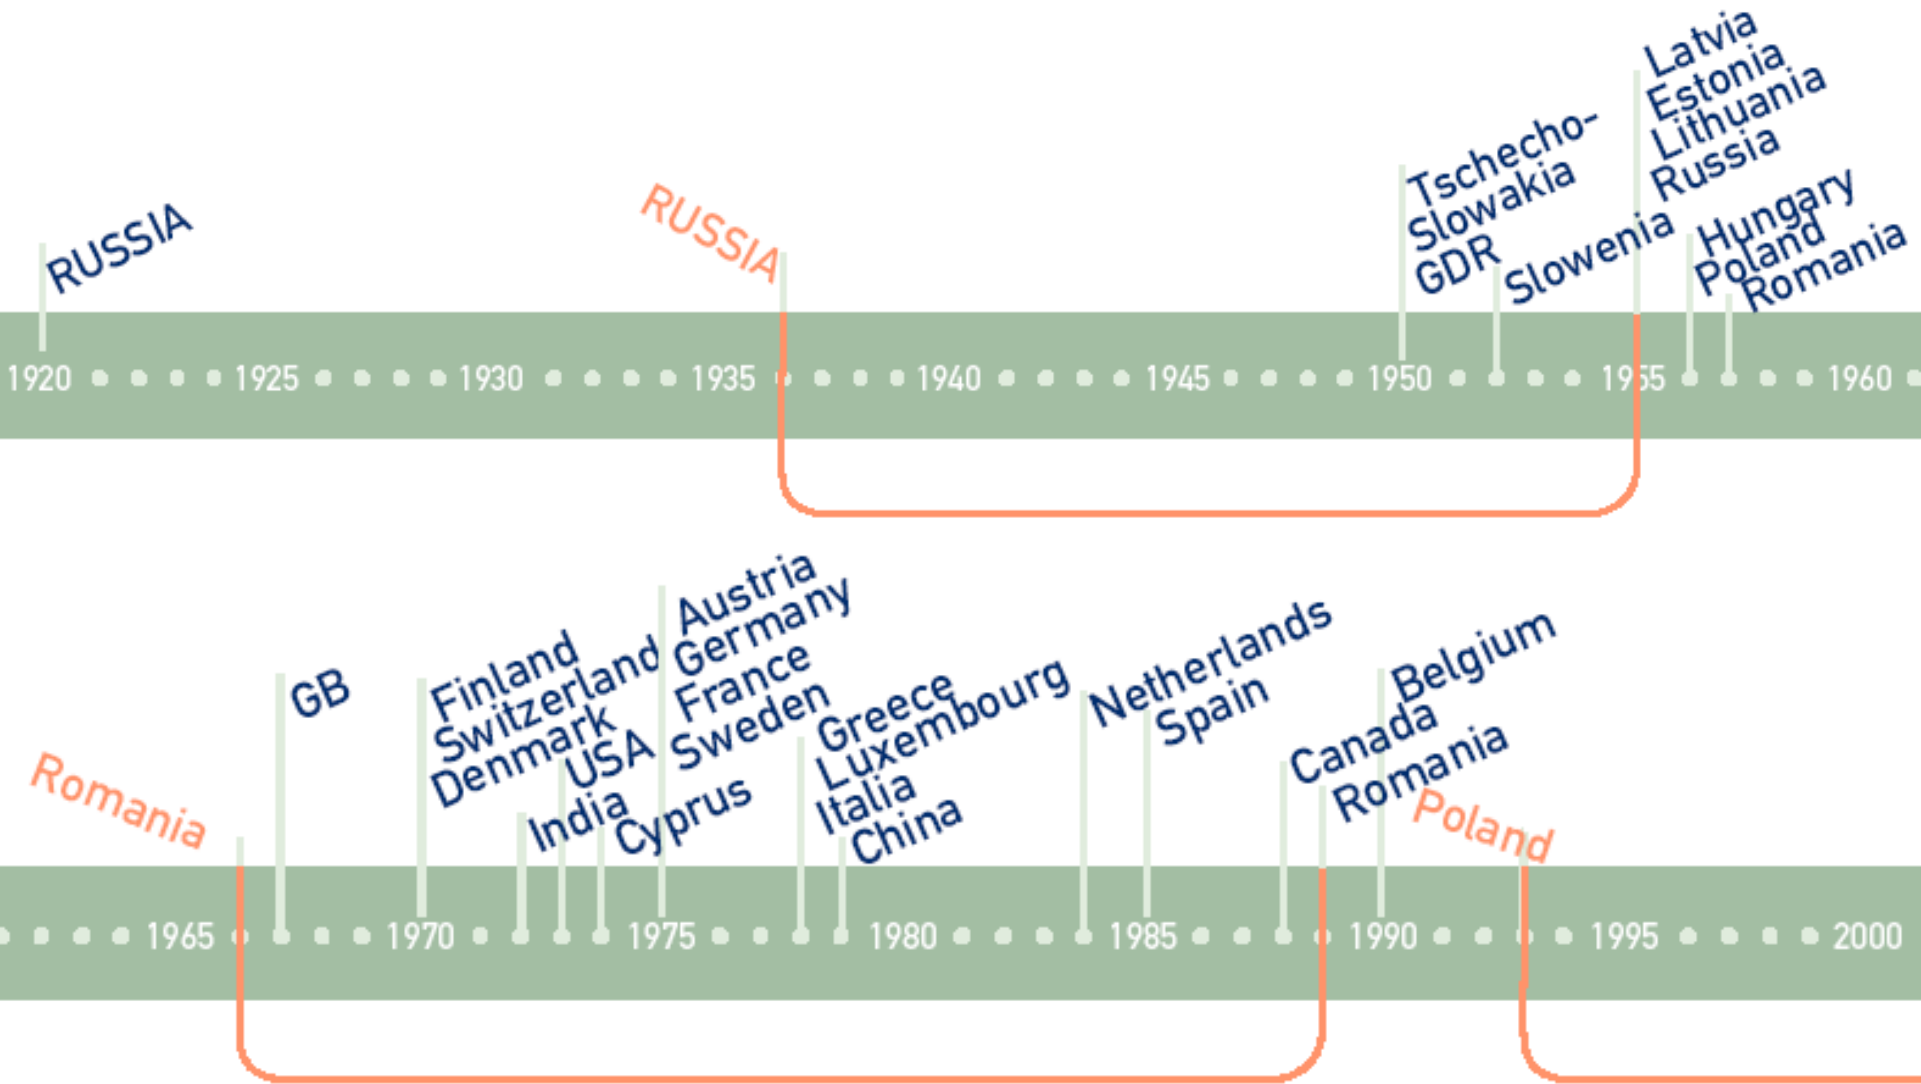 Latvia
Estonia
Lithuania
Russia
Tschecho-
Slowakia
GDR
Slowenia
Hungary
Poland
Romania
RUSSIA
RUSSIA
1920 1925 1930 1935 1940 1945 1950 1955 1960
Austria
Germany
France
Sweden
Finland
Switzerland
Denmark
GB
USA
India
Cyprus
Greece
Luxembourg
Italia
China
Netherlands
Spain
Belgium
Canada
Romania
Romania
Poland
1965 1970 1975 1980 1985 1990 1995 2000